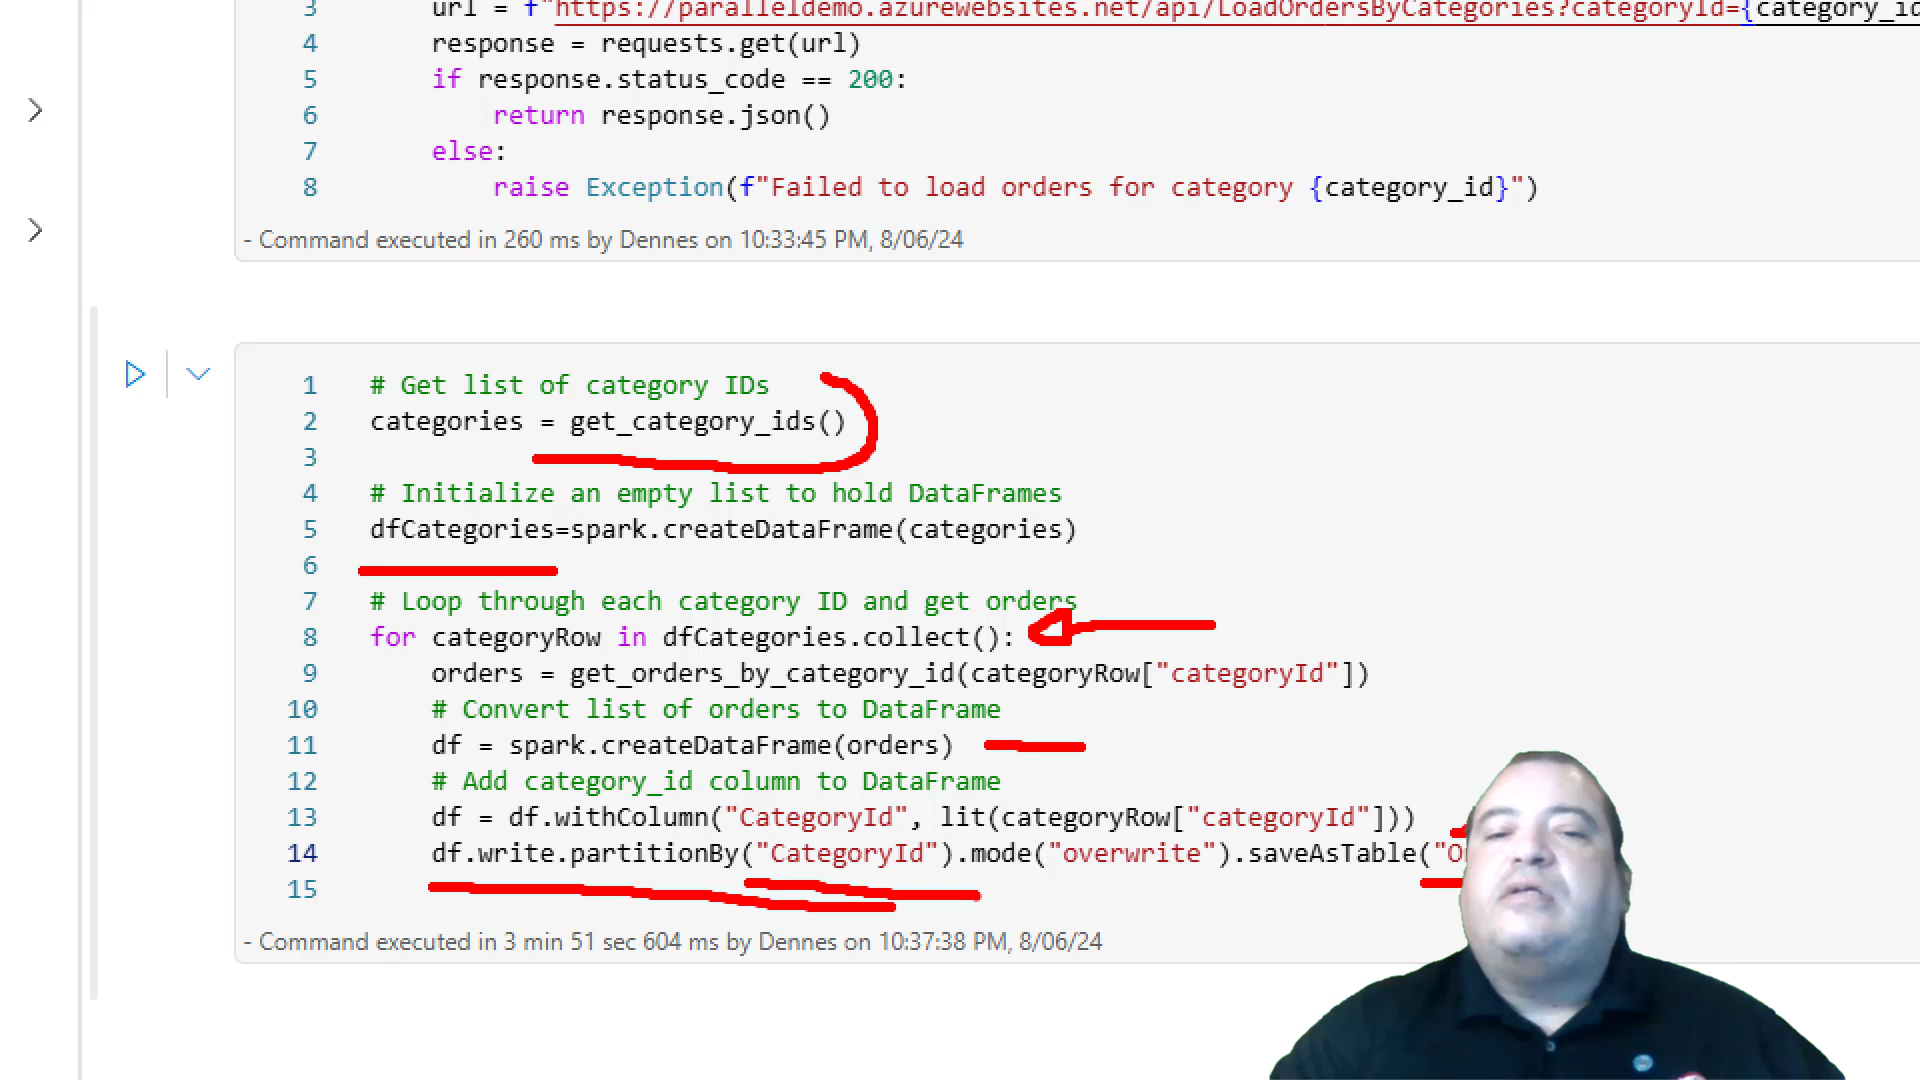 3 url = f"https://paralleldemo.azurewebsites.net/api/LoadOrdersByCategories?categoryId={category_id
4 response = requests.get(url)
5 if response.status_code == 200:
6 return response.json()
7 else:
8 raise Exception(f"Failed to load orders for category {category_id}")
- Command executed in 260 ms by Dennes on 10:33:45 PM, 8/06/24
1 # Get list of category IDs
2 categories = get_category_ids()
3
4 # Initialize an empty list to hold DataFrames
5 dfCategories=spark.createDataFrame(categories)
6
7 # Loop through each category ID and get orders
8 for categoryRow in dfCategories.collect():
9 orders = get_orders_by_category_id(categoryRow["categoryId"])
10 # Convert list of orders to DataFrame
11 df = spark.createDataFrame(orders)
12 # Add category_id column to DataFrame
13 df = df.withColumn("CategoryId", lit(categoryRow["categoryId"]))
14 df.write.partitionBy("CategoryId").mode("overwrite").saveAsTable("O
15
- Command executed in 3 min 51 sec 604 ms by Dennes on 10:37:38 PM, 8/06/24